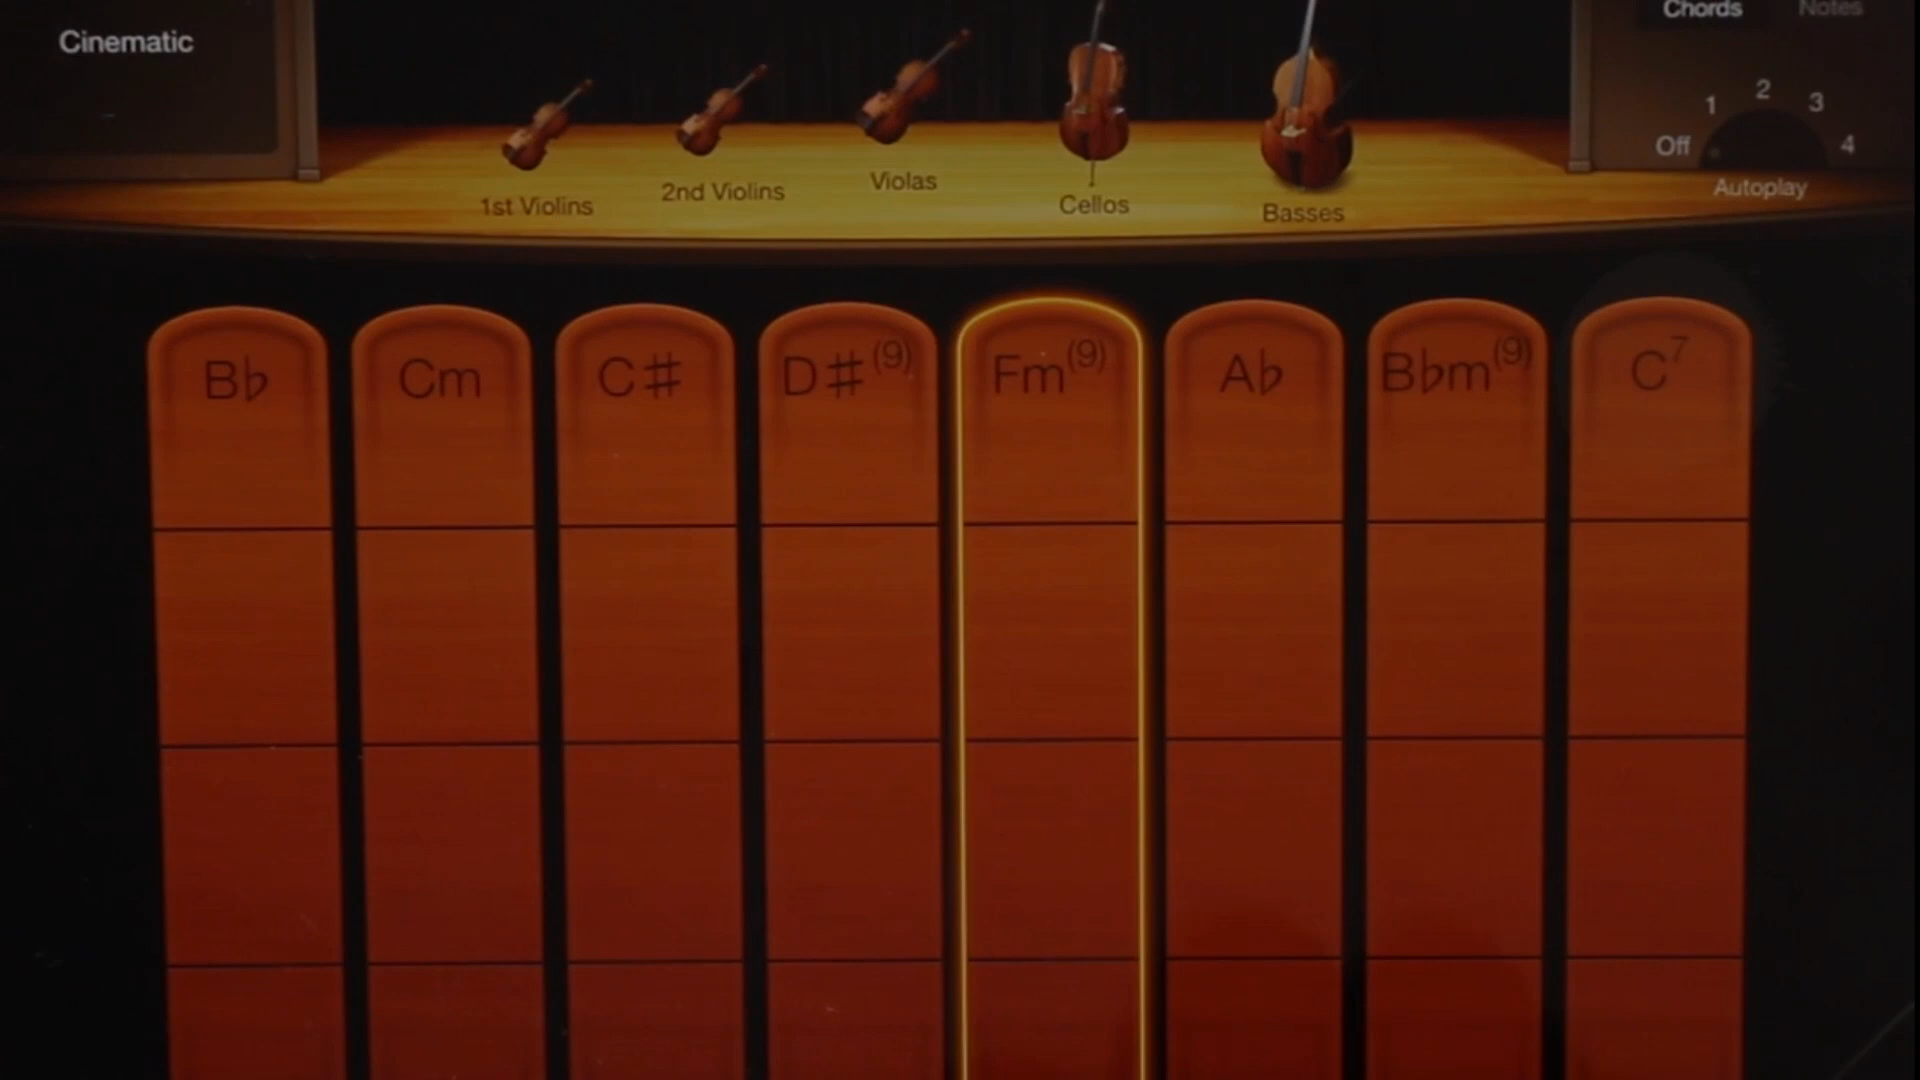 Cinematic
Chords Notes
1 2 3
Off 4
Autoplay
1st Violins 2nd Violins Violas Cellos Basses
B♭ Cm C♯ D♯(9) Fm(9) A♭ B♭m(9) C7